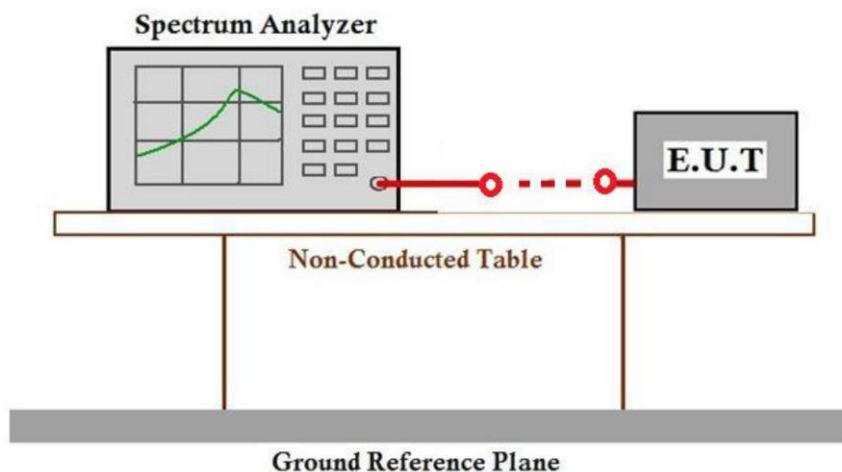 Spectrum Analyzer
E.U.T
Non-Conducted Table
Ground Reference Plane